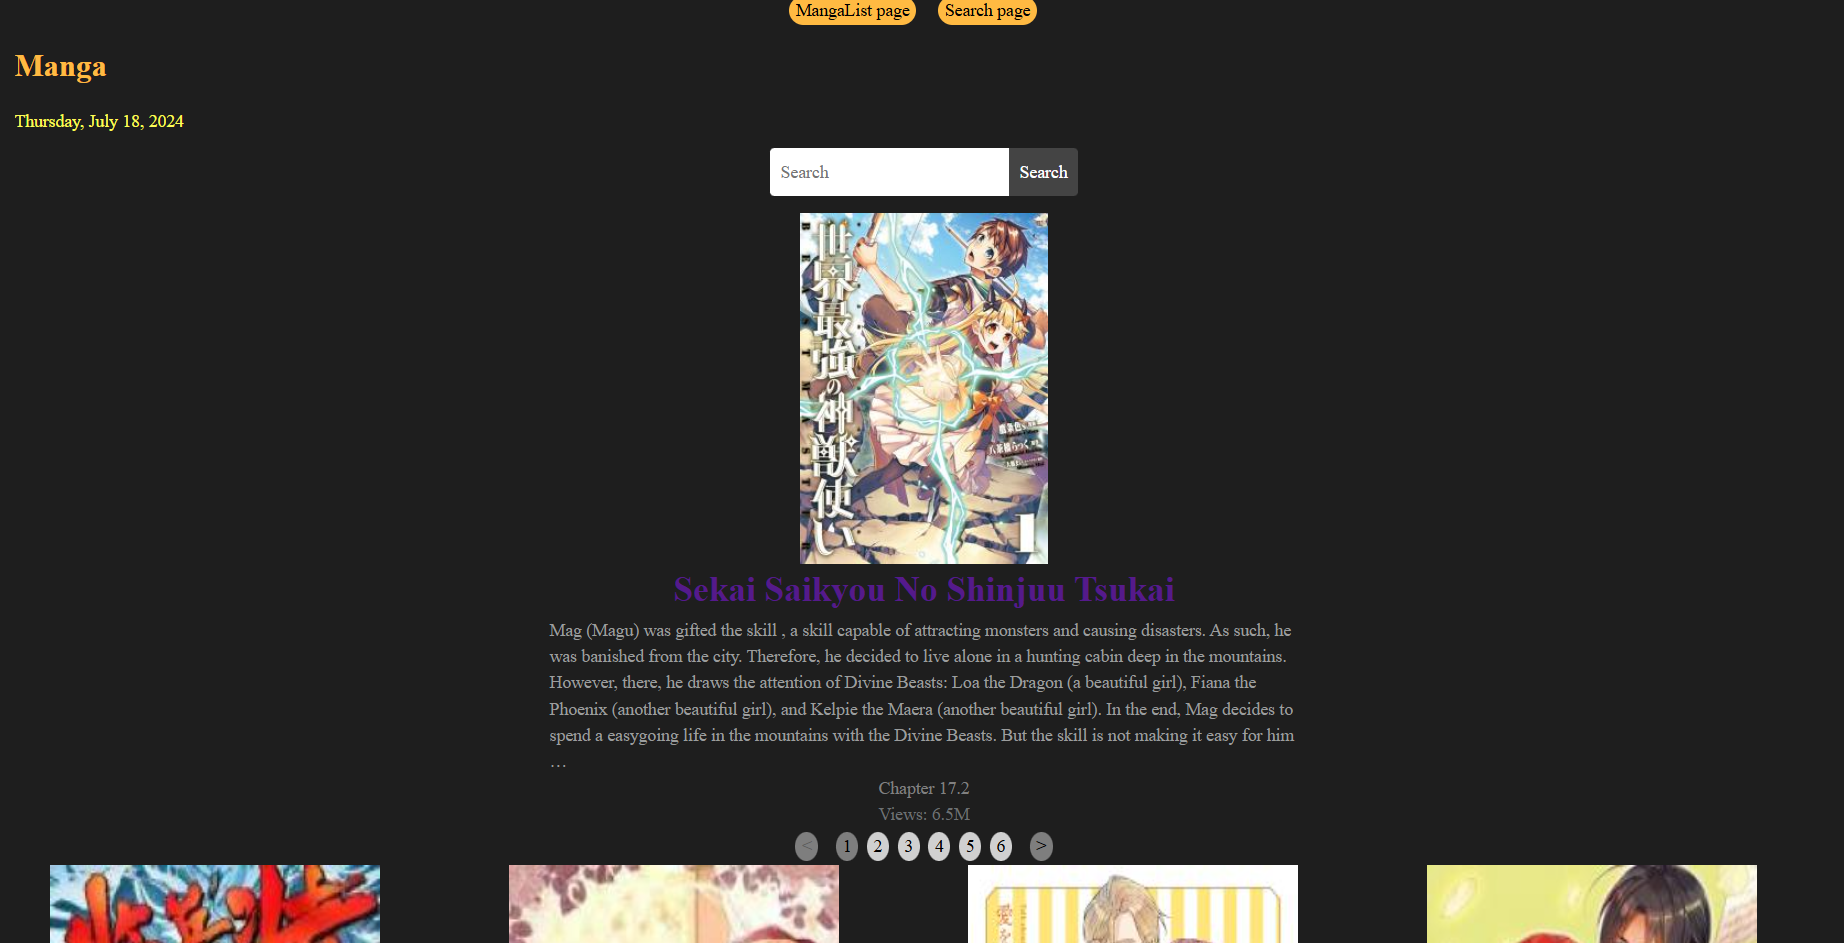 MangaList page
Search page
Manga
Thursday, July 18, 2024
Search
Search
世界最強の神獣使い
1
Sekai Saikyou No Shinjuu Tsukai
Mag (Magu) was gifted the skill , a skill capable of attracting monsters and causing disasters. As such, he
was banished from the city. Therefore, he decided to live alone in a hunting cabin deep in the mountains.
However, there, he draws the attention of Divine Beasts: Loa the Dragon (a beautiful girl), Fiana the
Phoenix (another beautiful girl), and Kelpie the Maera (another beautiful girl). In the end, Mag decides to
spend a easygoing life in the mountains with the Divine Beasts. But the skill is not making it easy for him
…
Chapter 17.2
Views: 6.5M
< 1 2 3 4 5 6 >
愛を